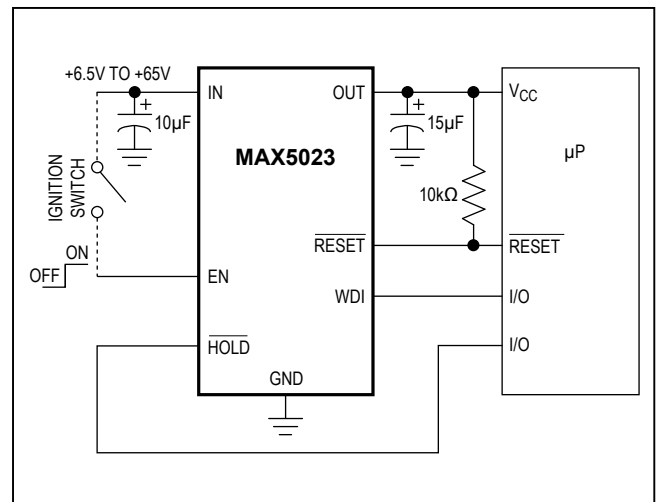 +6.5V TO +65V
IN
OUT
VCC
+
10µF
+
15µF
MAX5023
µP
IGNITION
SWITCH
10kΩ
RESET
RESET
ON
OFF
EN
WDI
I/O
HOLD
I/O
GND